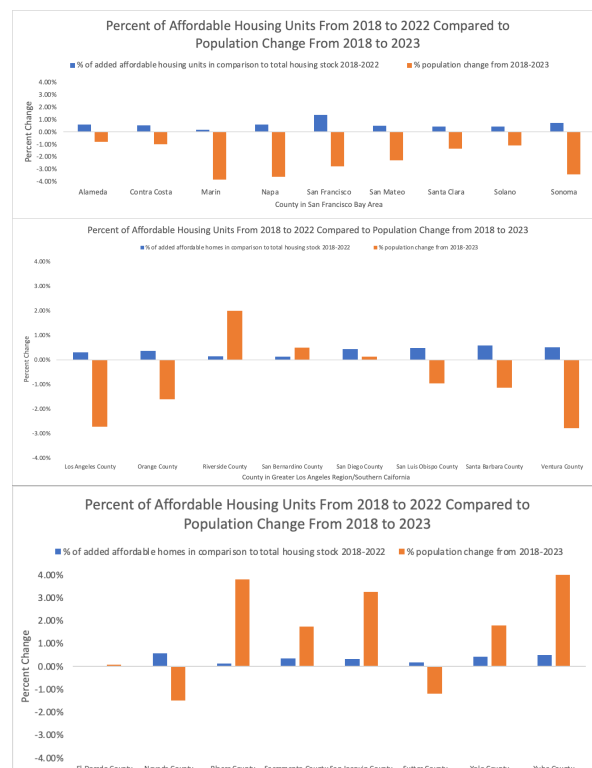 Percent of Affordable Housing Units From 2018 to 2022 Compared to
Population Change From 2018 to 2023
% of added affordable housing units in comparison to total housing stock 2018-2022 % population change from 2018-2023
4.00%
3.00%
2.00%
1.00%
0.00%
-1.00%
-2.00%
-3.00%
-4.00%
Percent Change
Alameda Contra Costa Marin Napa San Francisco San Mateo Santa Clara Solano Sonoma
County in San Francisco Bay Area
Percent of Affordable Housing Units From 2018 to 2022 Compared to Population Change from 2018 to 2023
% of added affordable homes in comparison to total housing stock 2018-2022 % population change from 2018-2023
4.00%
3.00%
2.00%
1.00%
0.00%
-1.00%
-2.00%
-3.00%
-4.00%
Percent Change
Los Angeles County Orange County Riverside County San Bernardino County San Diego County San Luis Obispo County Santa Barbara County Ventura County
County in Greater Los Angeles Region/Southern Caifornia
Percent of Affordable Housing Units From 2018 to 2022 Compared to
Population Change From 2018 to 2023
% of added affordable homes in comparison to total housing stock 2018-2022 % population change from 2018-2023
4.00%
3.00%
2.00%
1.00%
0.00%
-1.00%
-2.00%
-3.00%
-4.00%
Percent Change